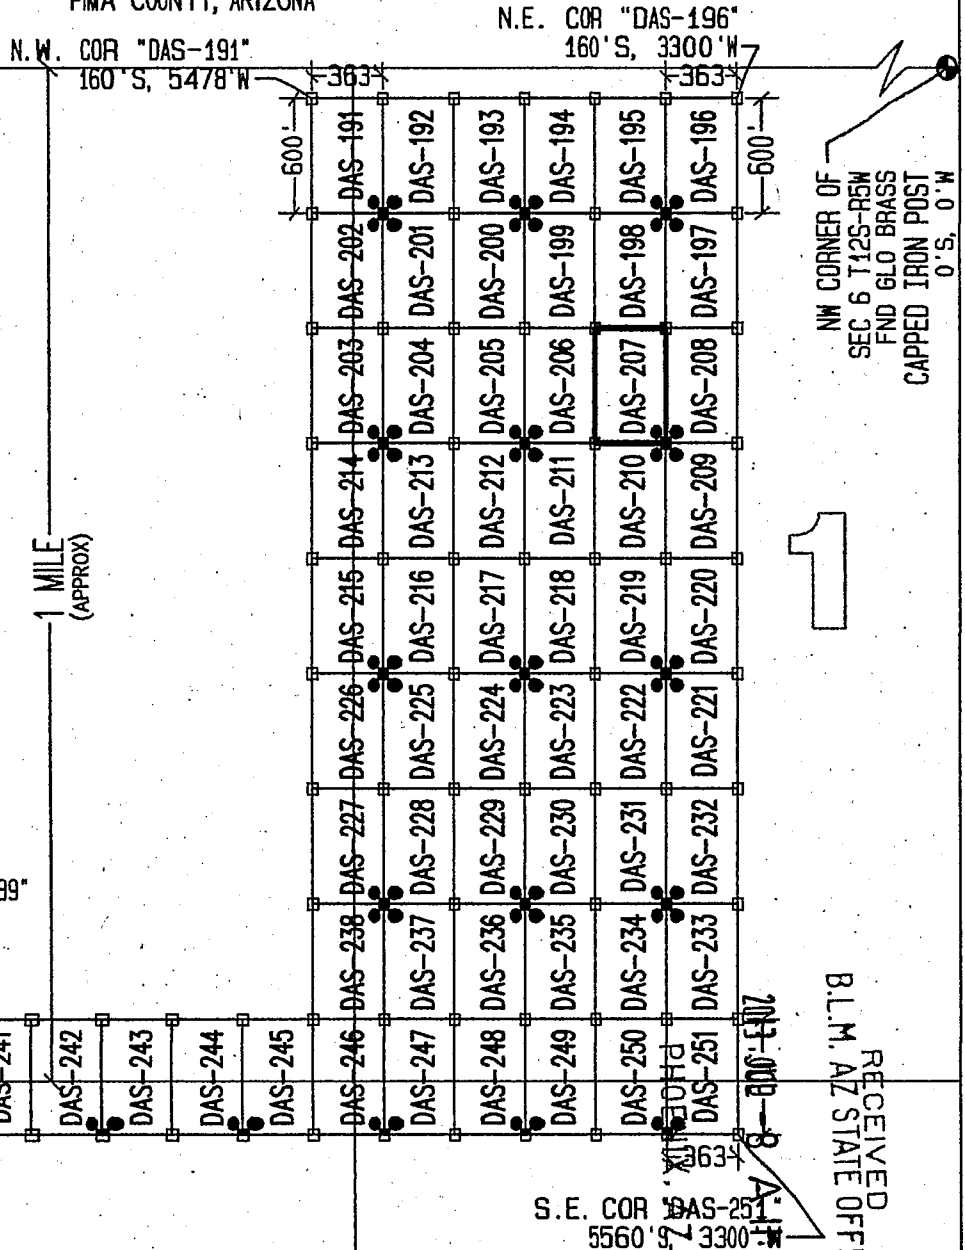 PIMA COUNTY, ARIZONA
N.W. COR "DAS-191"
160'S, 5478'W
N.E. COR "DAS-196"
160'S, 3300'W
363
363
600'
600'
NW CORNER OF
SEC 6 T12S-R5W
FND GLO BRASS
CAPPED IRON POST
0'S, 0'W
DAS-191 DAS-192 DAS-193 DAS-194 DAS-195 DAS-196
DAS-202 DAS-201 DAS-200 DAS-199 DAS-198 DAS-197
DAS-203 DAS-204 DAS-205 DAS-206 DAS-207 DAS-208
DAS-214 DAS-213 DAS-212 DAS-211 DAS-210 DAS-209
1
1 MILE
(APPROX)
DAS-215 DAS-216 DAS-217 DAS-218 DAS-219 DAS-220
DAS-226 DAS-225 DAS-224 DAS-223 DAS-222 DAS-221
DAS-227 DAS-228 DAS-229 DAS-230 DAS-231 DAS-232
DAS-238 DAS-237 DAS-236 DAS-235 DAS-234 DAS-233
DAS-241 DAS-242 DAS-243 DAS-244 DAS-245 DAS-246 DAS-247 DAS-248 DAS-249 DAS-250 DAS-251
RECEIVED
B.L.M. AZ STATE OFF
PHOENIX,
363
S.E. COR "DAS-251"
5560'S, 3300'W